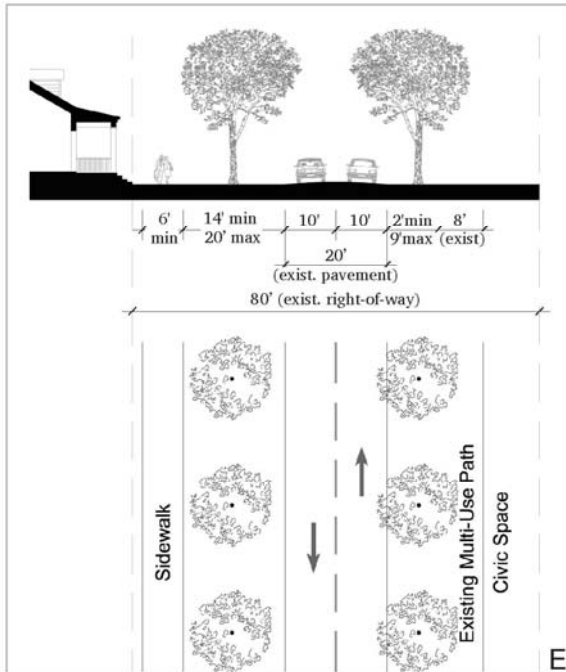 6' 14' min 10' 10' 2'min 8'
min 20' max 9'max (exist)
20'
(exist. pavement)
80' (exist. right-of-way)
Sidewalk
Existing Multi-Use Path
Civic Space
E